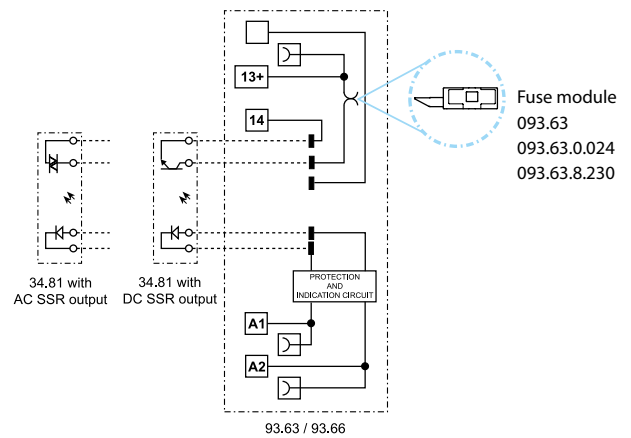 13+
14
Fuse module
093.63
093.63.0.024
093.63.8.230
34.81 with
AC SSR output
34.81 with
DC SSR output
PROTECTION
AND
INDICATION CIRCUIT
A1
A2
93.63 / 93.66